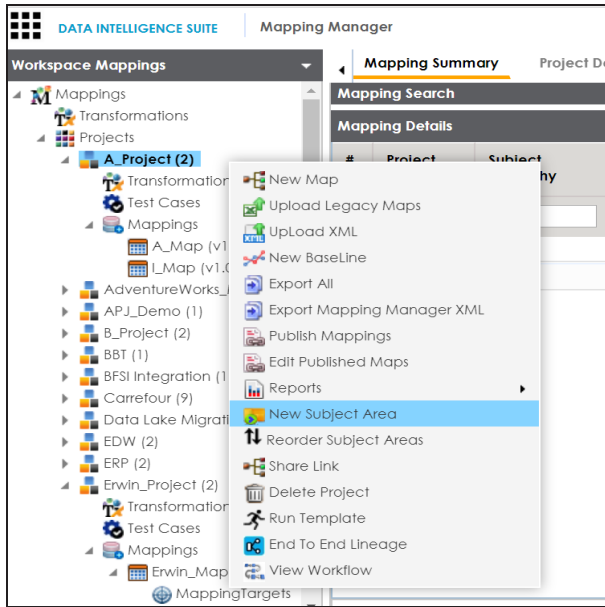 DATA INTELLIGENCE SUITE Mapping Manager
Workspace Mappings
Mappings
Transformations
Projects
A_Project (2)
Transformation
Test Cases
Mappings
A_Map (v1
I_Map (v1.0
AdventureWorks_
APJ_Demo (1)
B_Project (2)
BBT (1)
BFSI Integration (1
Carrefour (9)
Data Lake Migrati
EDW (2)
ERP (2)
Erwin_Project (2)
Transformation
Test Cases
Mappings
Erwin_Map
MappingTargets
Mapping Summary Project De
Mapping Search
Mapping Details
# Project Subject
hy
New Map
Upload Legacy Maps
UpLoad XML
New BaseLine
Export All
Export Mapping Manager XML
Publish Mappings
Edit Published Maps
Reports
New Subject Area
Reorder Subject Areas
Share Link
Delete Project
Run Template
End To End Lineage
View Workflow